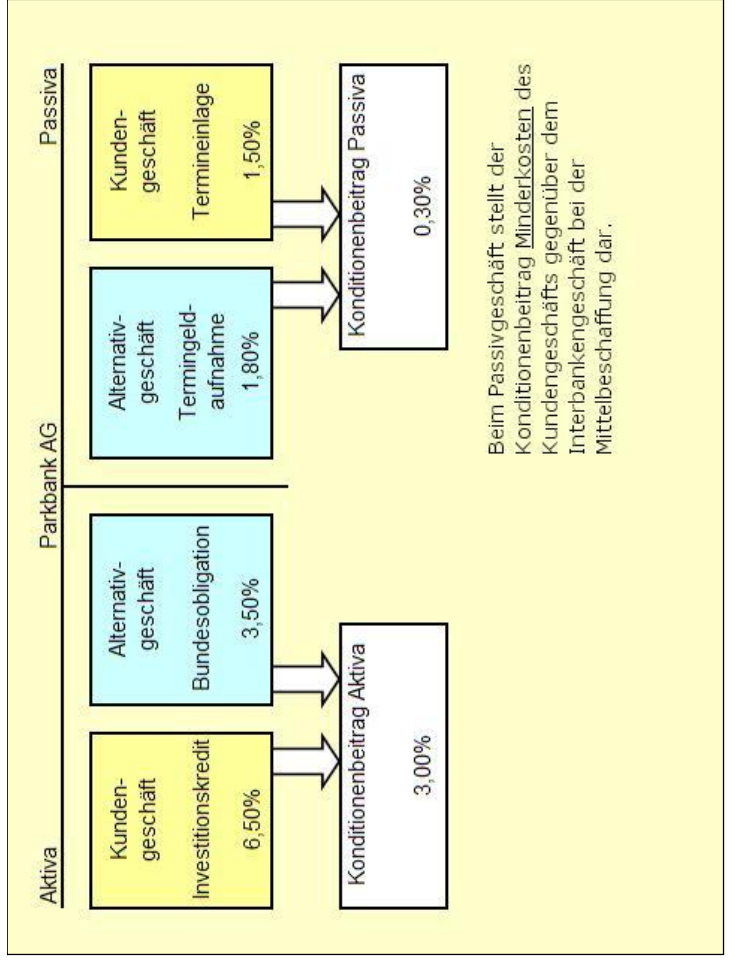 Aktiva Parkbank AG Passiva
Kunden-
geschäft
Investitionskredit
6,50%
Alternativ-
geschäft
Bundesobligation
3,50%
Alternativ-
geschäft
Termingeld-
aufnahme
1,80%
Kunden-
geschäft
Termineinlage
1,50%
Konditionenbeitrag Aktiva
3,00%
Konditionenbeitrag Passiva
0,30%
Beim Passivgeschäft stellt der
Konditionenbeitrag Minderkosten des
Kundengeschäfts gegenüber dem
Interbankengeschäft bei der
Mittelbeschaffung dar.